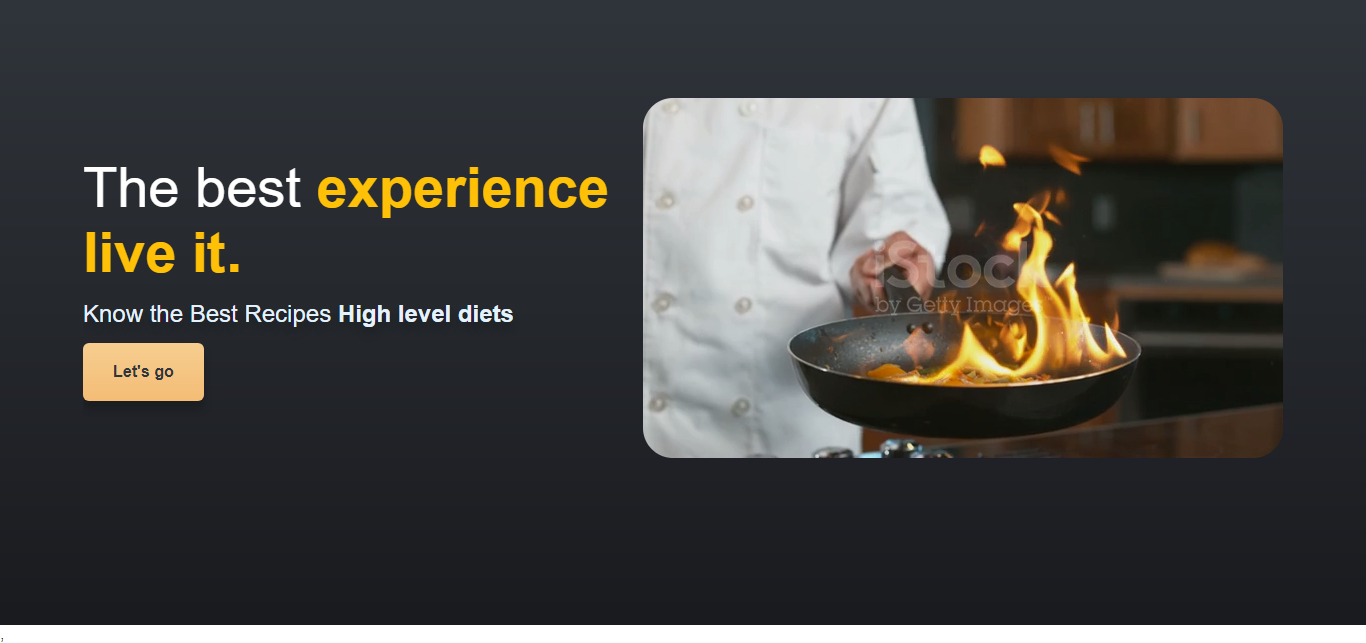 The best experience
live it.
Know the Best Recipes High level diets
Let's go
iStock
by Getty Images